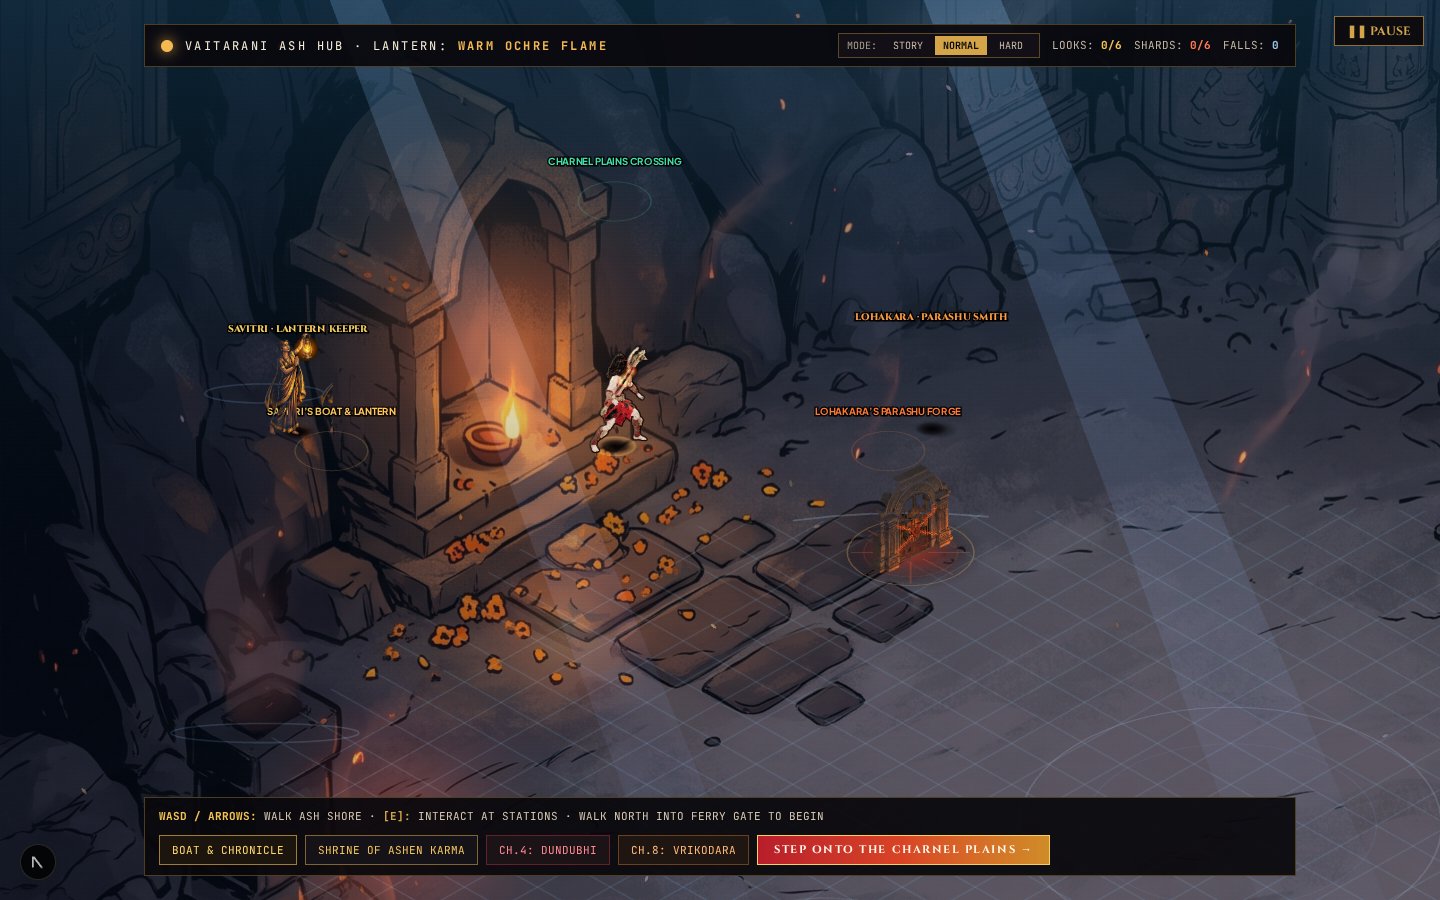 VAITARANI ASH HUB · LANTERN: WARM OCHRE FLAME
MODE: STORY NORMAL HARD
LOOKS: 0/6 SHARDS: 0/6 FALLS: 0
❚❚ PAUSE
CHARNEL PLAINS CROSSING
SAVITRI · LANTERN KEEPER
LOHAKARA · PARASHU SMITH
BOAT & LANTERN
LOHAKARA'S PARASHU FORGE
WASD / ARROWS: WALK ASH SHORE · [E]: INTERACT AT STATIONS · WALK NORTH INTO FERRY GATE TO BEGIN
BOAT & CHRONICLE
SHRINE OF ASHEN KARMA
CH.4: DUNDUBHI
CH.8: VRIKODARA
STEP ONTO THE CHARNEL PLAINS →